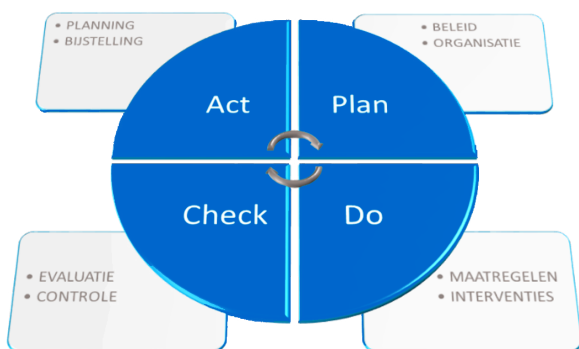 • PLANNING
• BIJSTELLING
• BELEID
• ORGANISATIE
Act
Plan
Check
Do
• EVALUATIE
• CONTROLE
• MAATREGELEN
• INTERVENTIES